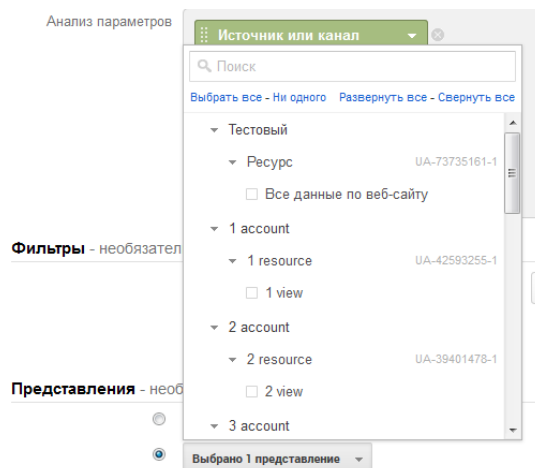 Анализ параметров
Источник или канал
Поиск
Выбрать все - Ни одного Развернуть все - Свернуть все
Тестовый
Ресурс UA-73735161-1
Все данные по веб-сайту
1 account
1 resource UA-42593255-1
Фильтры - необязател
1 view
2 account
2 resource UA-39401478-1
Представления - необ
2 view
3 account
Выбрано 1 представление